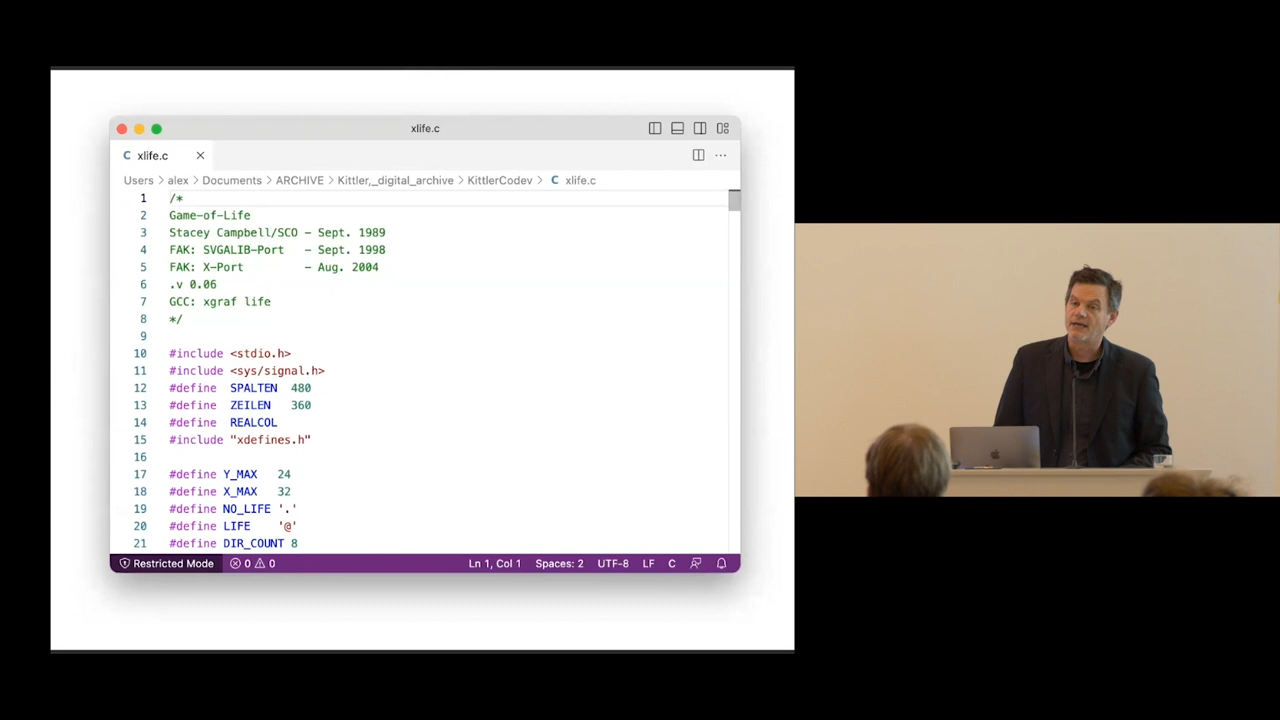 xlife.c
C xlife.c
Users > alex > Documents > ARCHIVE > Kittler,_digital_archive > KittlerCodev > C xlife.c
1 /*
2 Game-of-Life
3 Stacey Campbell/SCO - Sept. 1989
4 FAK: SVGALIB-Port - Sept. 1998
5 FAK: X-Port - Aug. 2004
6 .v 0.06
7 GCC: xgraf life
8 */
9
10 #include <stdio.h>
11 #include <sys/signal.h>
12 #define SPALTEN 480
13 #define ZEILEN 360
14 #define REALCOL
15 #include "xdefines.h"
16
17 #define Y_MAX 24
18 #define X_MAX 32
19 #define NO_LIFE '.'
20 #define LIFE '@'
21 #define DIR_COUNT 8
Restricted Mode 0 0 Ln 1, Col 1 Spaces: 2 UTF-8 LF C